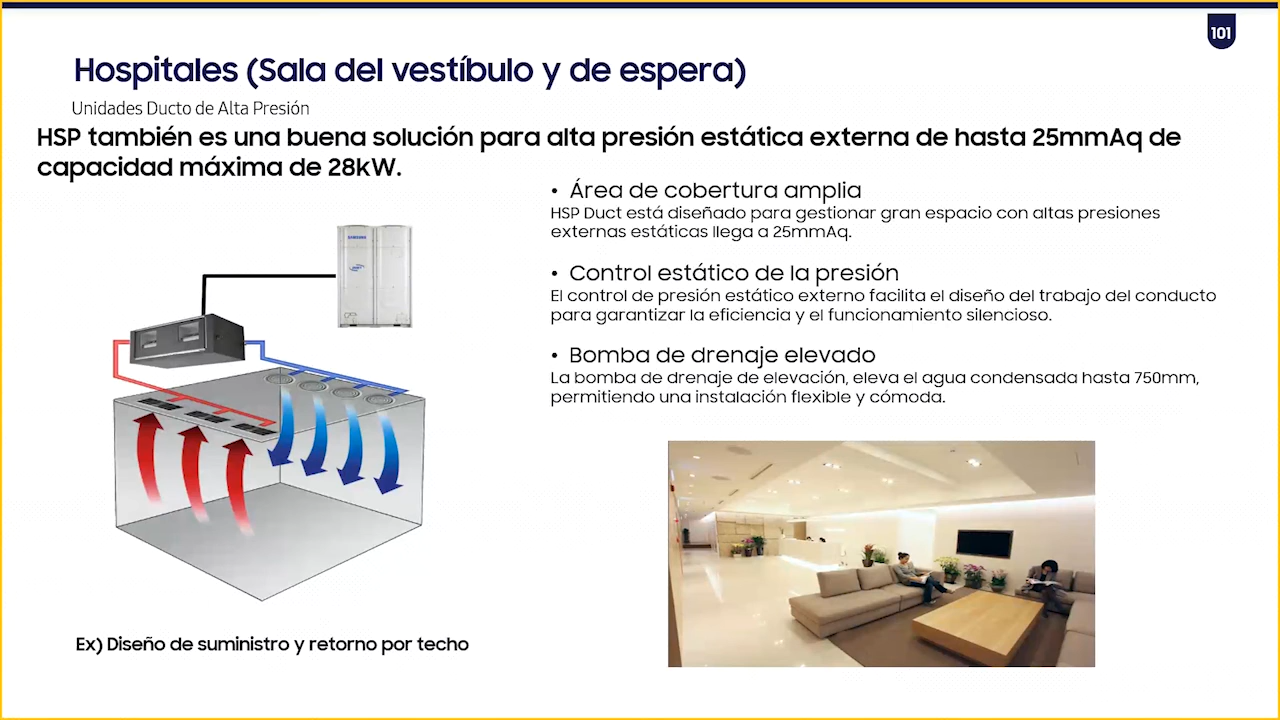 101
Hospitales (Sala del vestíbulo y de espera)
Unidades Ducto de Alta Presión
HSP también es una buena solución para alta presión estática externa de hasta 25mmAq de
capacidad máxima de 28kW.
• Área de cobertura amplia
HSP Duct está diseñado para gestionar gran espacio con altas presiones
externas estáticas llega a 25mmAq.
• Control estático de la presión
El control de presión estático externo facilita el diseño del trabajo del conducto
para garantizar la eficiencia y el funcionamiento silencioso.
• Bomba de drenaje elevado
La bomba de drenaje de elevación, eleva el agua condensada hasta 750mm,
permitiendo una instalación flexible y cómoda.
SAMSUNG
Ex) Diseño de suministro y retorno por techo